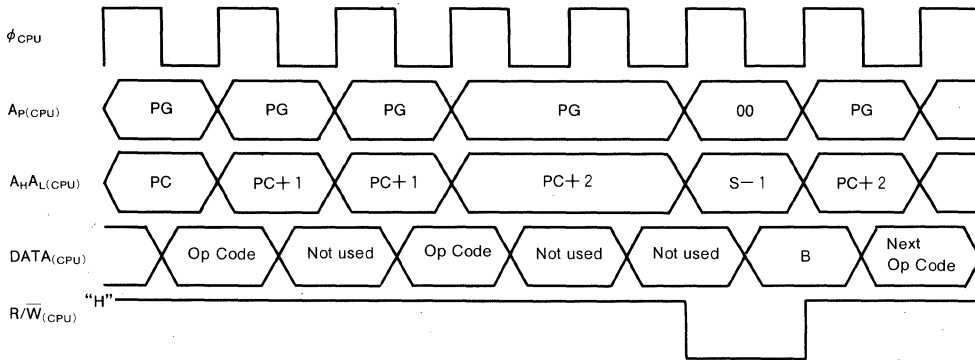 φCPU
AP(CPU) PG PG PG PG 00 PG
AHAL(CPU) PC PC+1 PC+1 PC+2 S−1 PC+2
DATA(CPU) Op Code Not used Op Code Not used Not used B Next Op Code
R/W̅(CPU) "H"